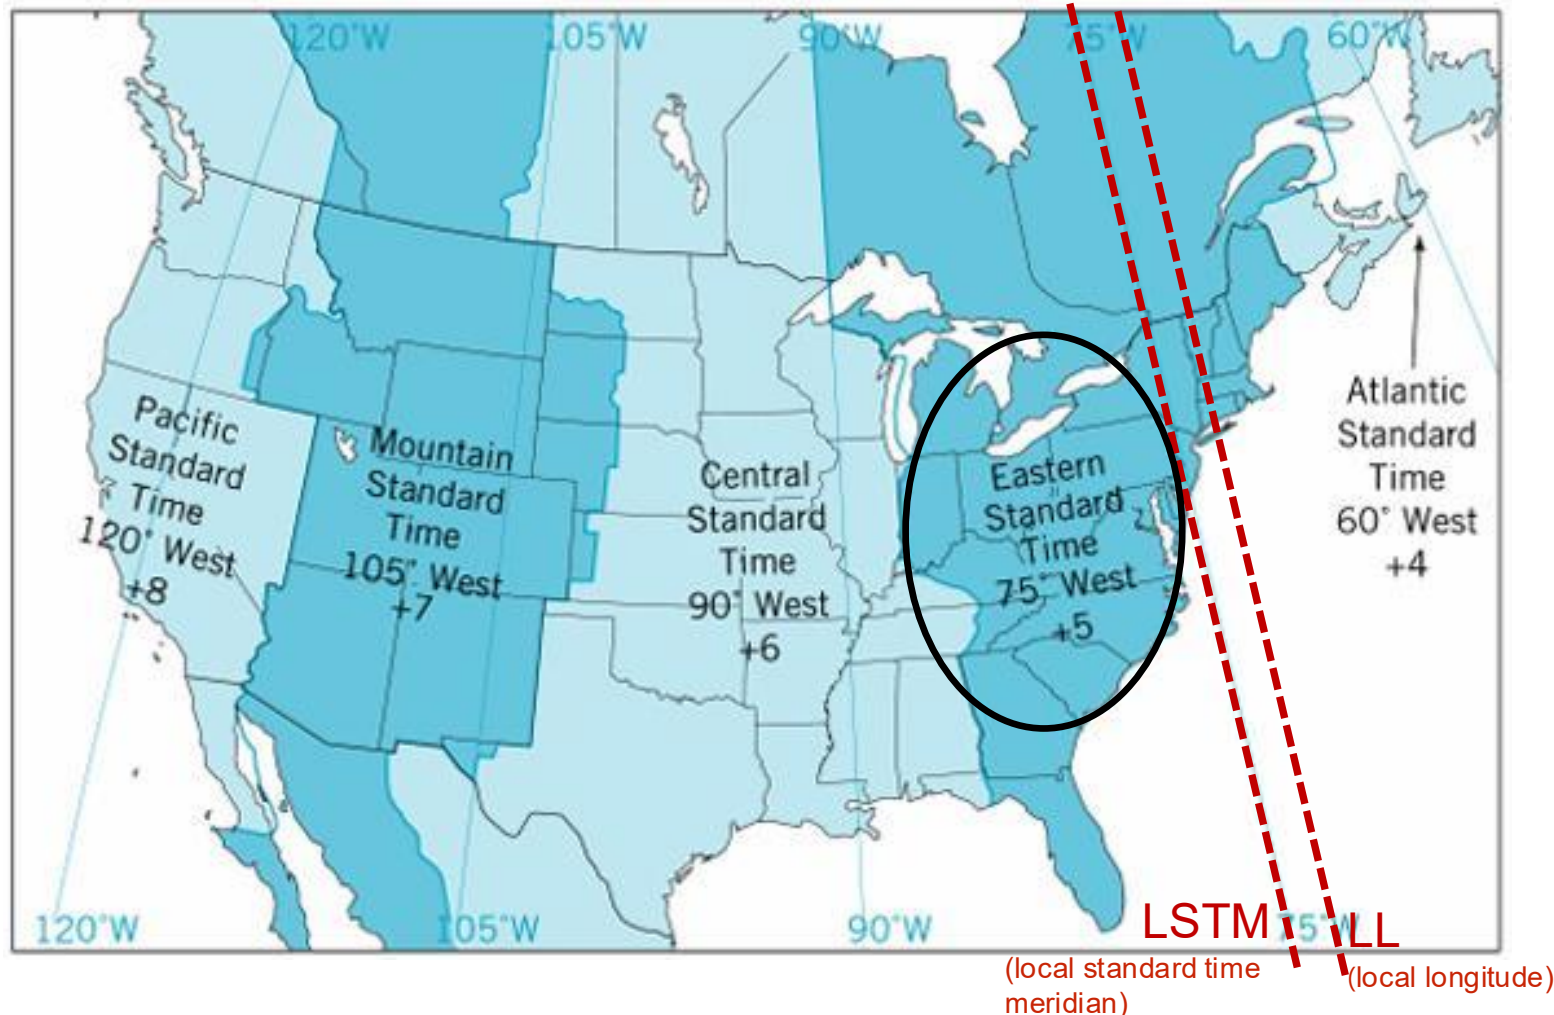 120°W
105°W
90°W
75°W
60°W
Pacific
Standard
Time
120° West
+8
Mountain
Standard
Time
105° West
+7
Central
Standard
Time
90° West
+6
Eastern
Standard
Time
75° West
+5
Atlantic
Standard
Time
60° West
+4
120°W
105°W
90°W
75°W
LSTM
(local standard time
meridian)
LL
(local longitude)